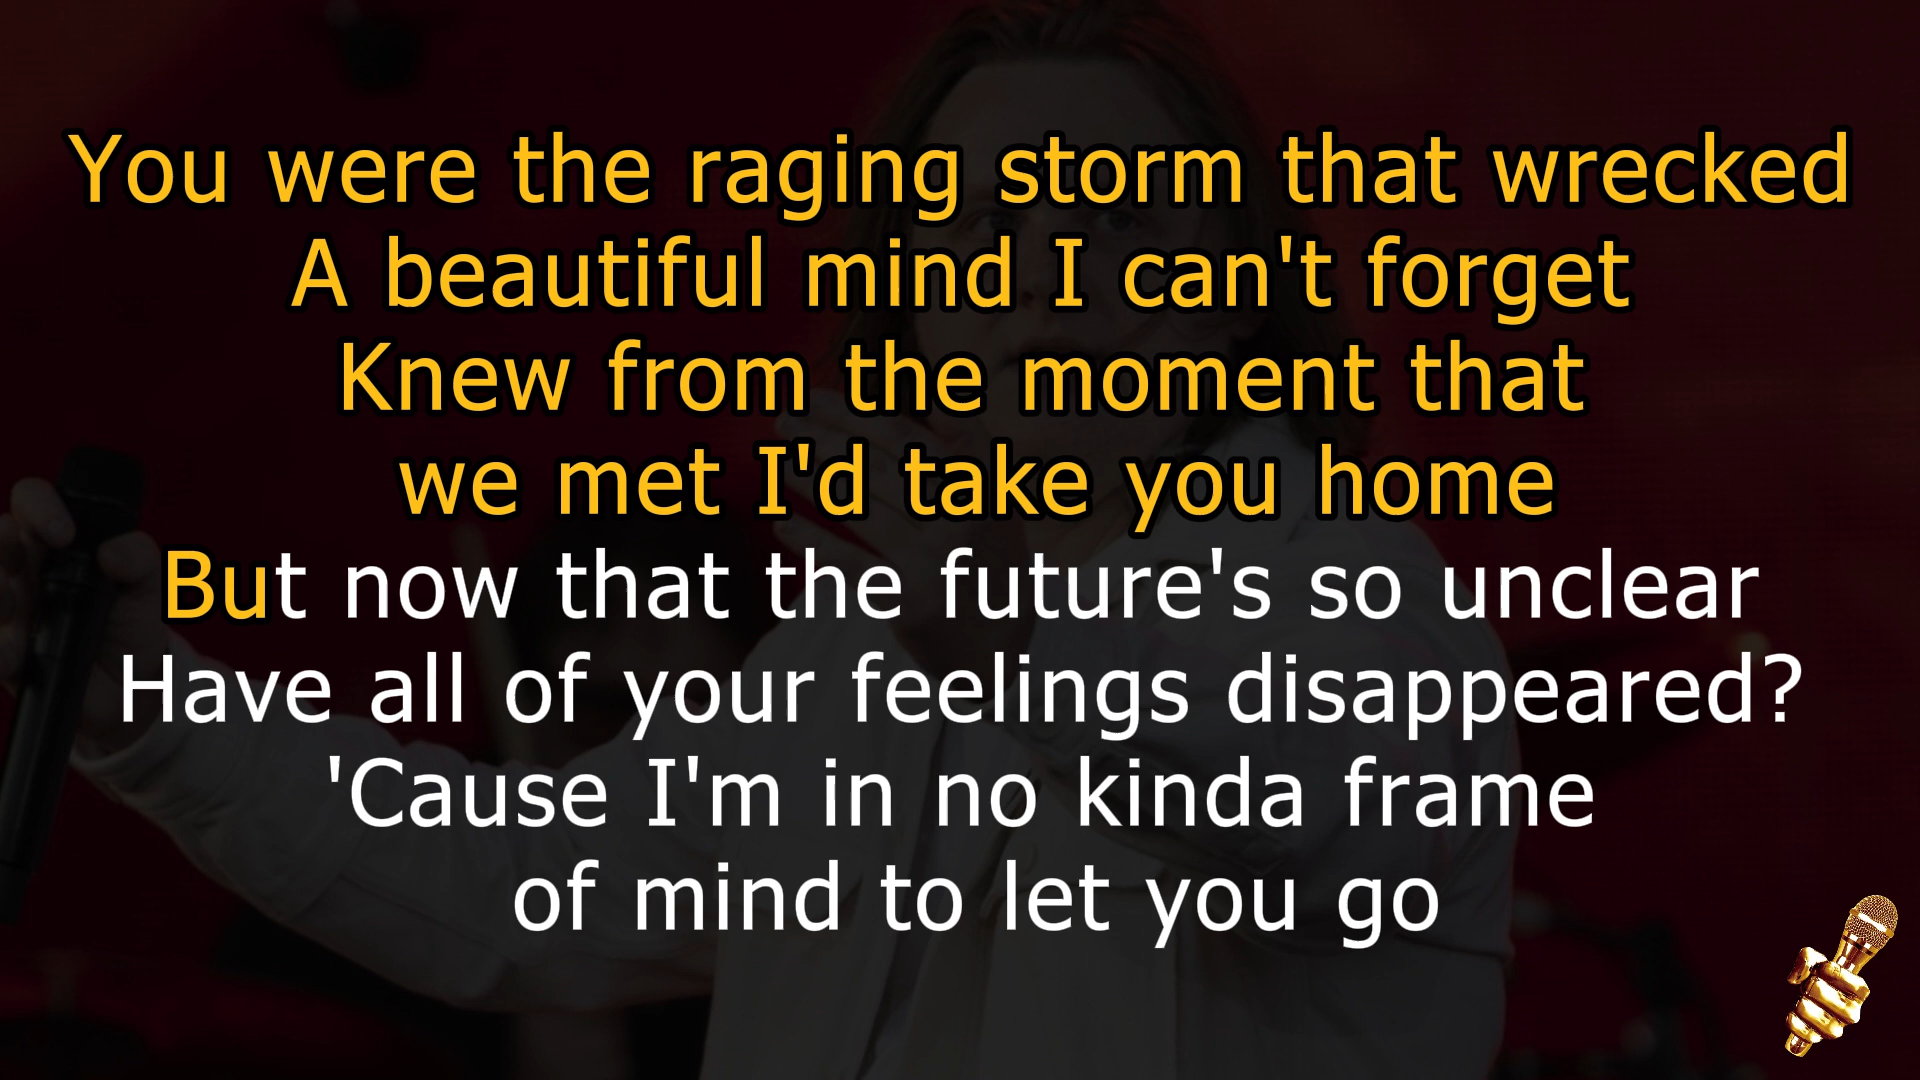 You were the raging storm that wrecked
A beautiful mind I can't forget
Knew from the moment that
we met I'd take you home
But now that the future's so unclear
Have all of your feelings disappeared?
'Cause I'm in no kinda frame
of mind to let you go